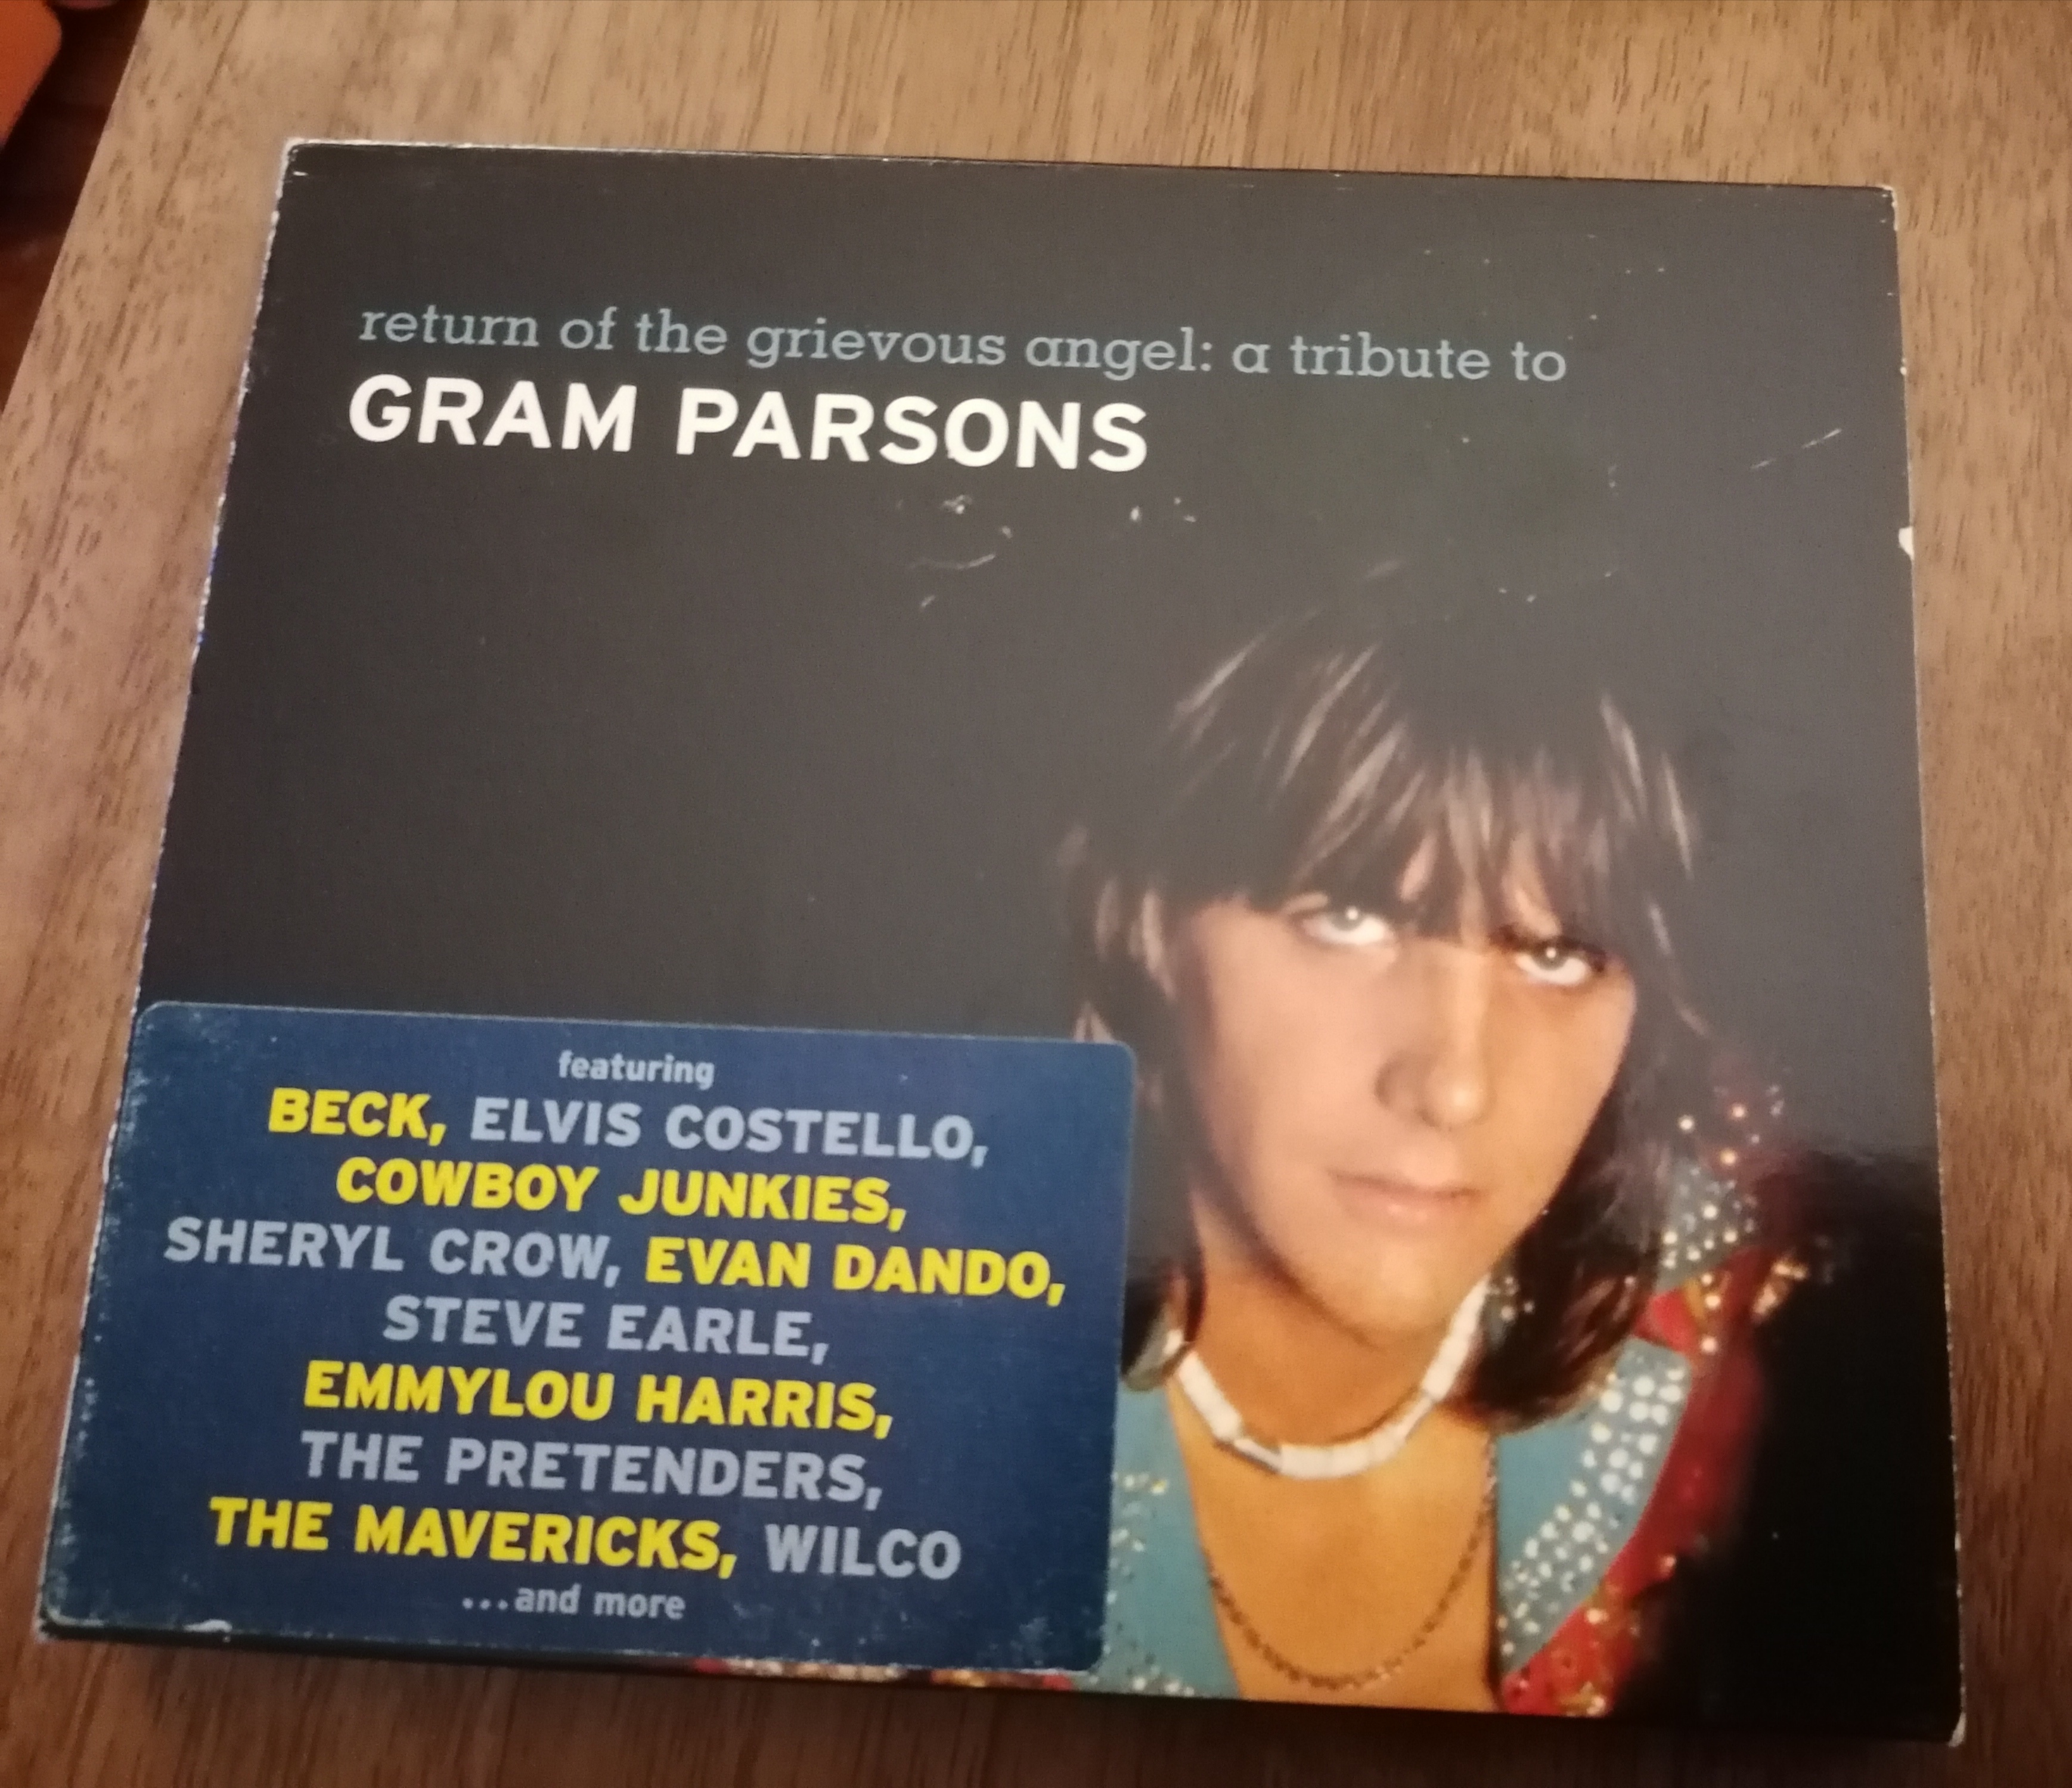 return of the grievous angel: a tribute to
GRAM PARSONS
featuring
BECK, ELVIS COSTELLO,
COWBOY JUNKIES,
SHERYL CROW, EVAN DANDO,
STEVE EARLE,
EMMYLOU HARRIS,
THE PRETENDERS,
THE MAVERICKS, WILCO
...and more